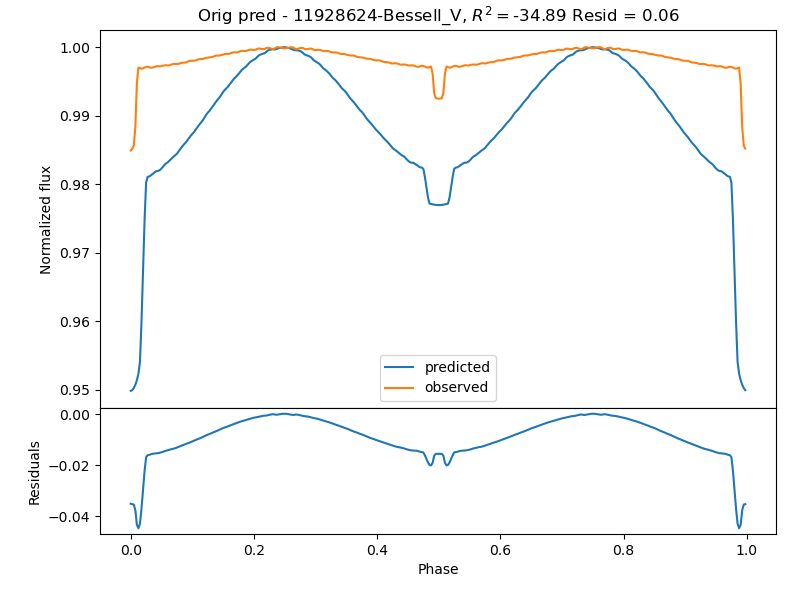 Orig pred - 11928624-Bessell_V, R² = -34.89 Resid = 0.06
1.00
0.99
0.98
0.97
0.96
0.95
Normalized flux
predicted
observed
0.00
−0.02
−0.04
Residuals
0.0 0.2 0.4 0.6 0.8 1.0
Phase